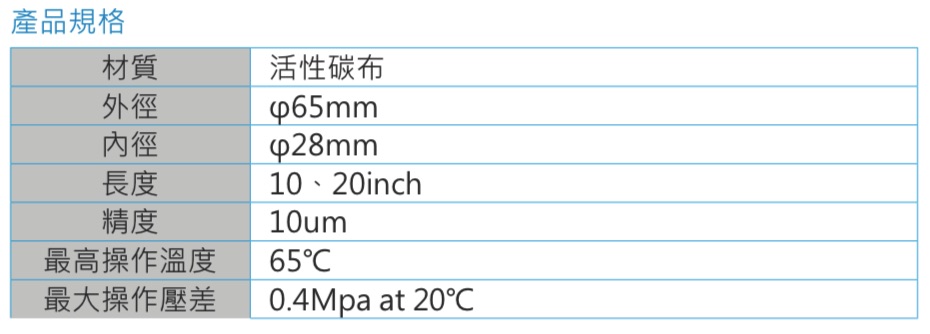 產品規格
材質 活性碳布
外徑 φ65mm
內徑 φ28mm
長度 10、20inch
精度 10um
最高操作溫度 65℃
最大操作壓差 0.4Mpa at 20℃